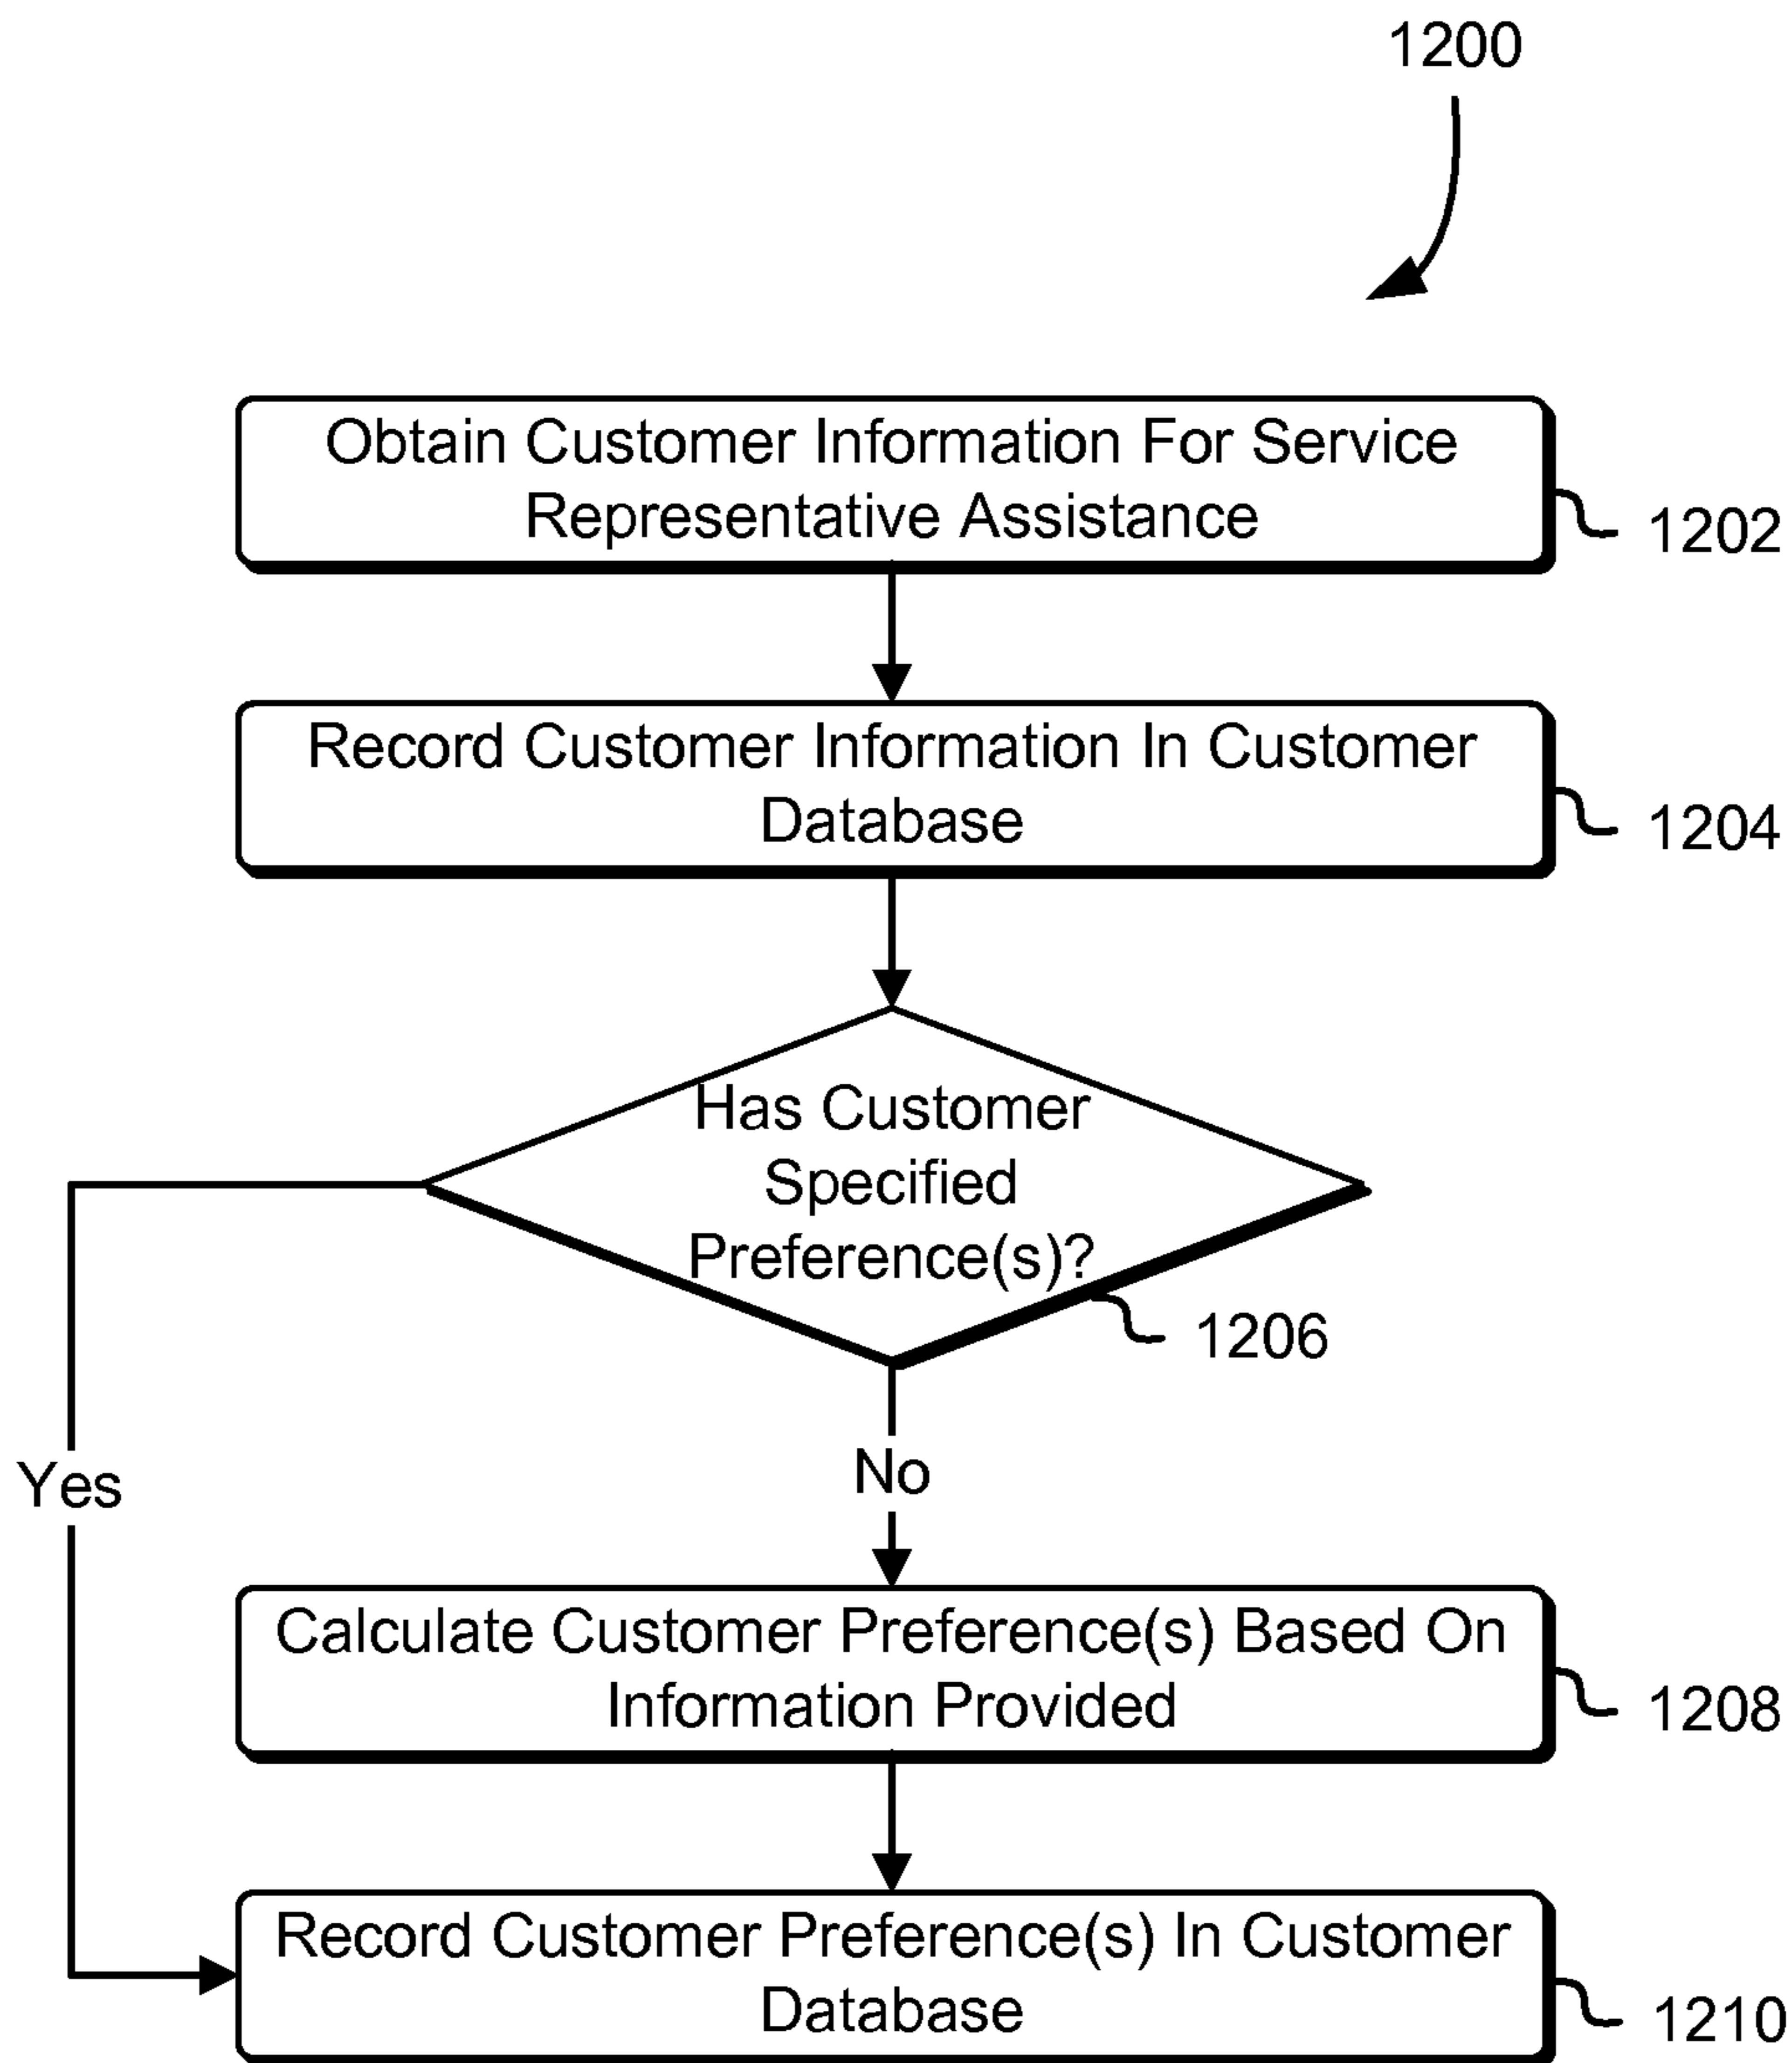 1200
Obtain Customer Information For Service
Representative Assistance
1202
Record Customer Information In Customer
Database
1204
Has Customer
Specified
Preference(s)?
1206
Yes
No
Calculate Customer Preference(s) Based On
Information Provided
1208
Record Customer Preference(s) In Customer
Database
1210